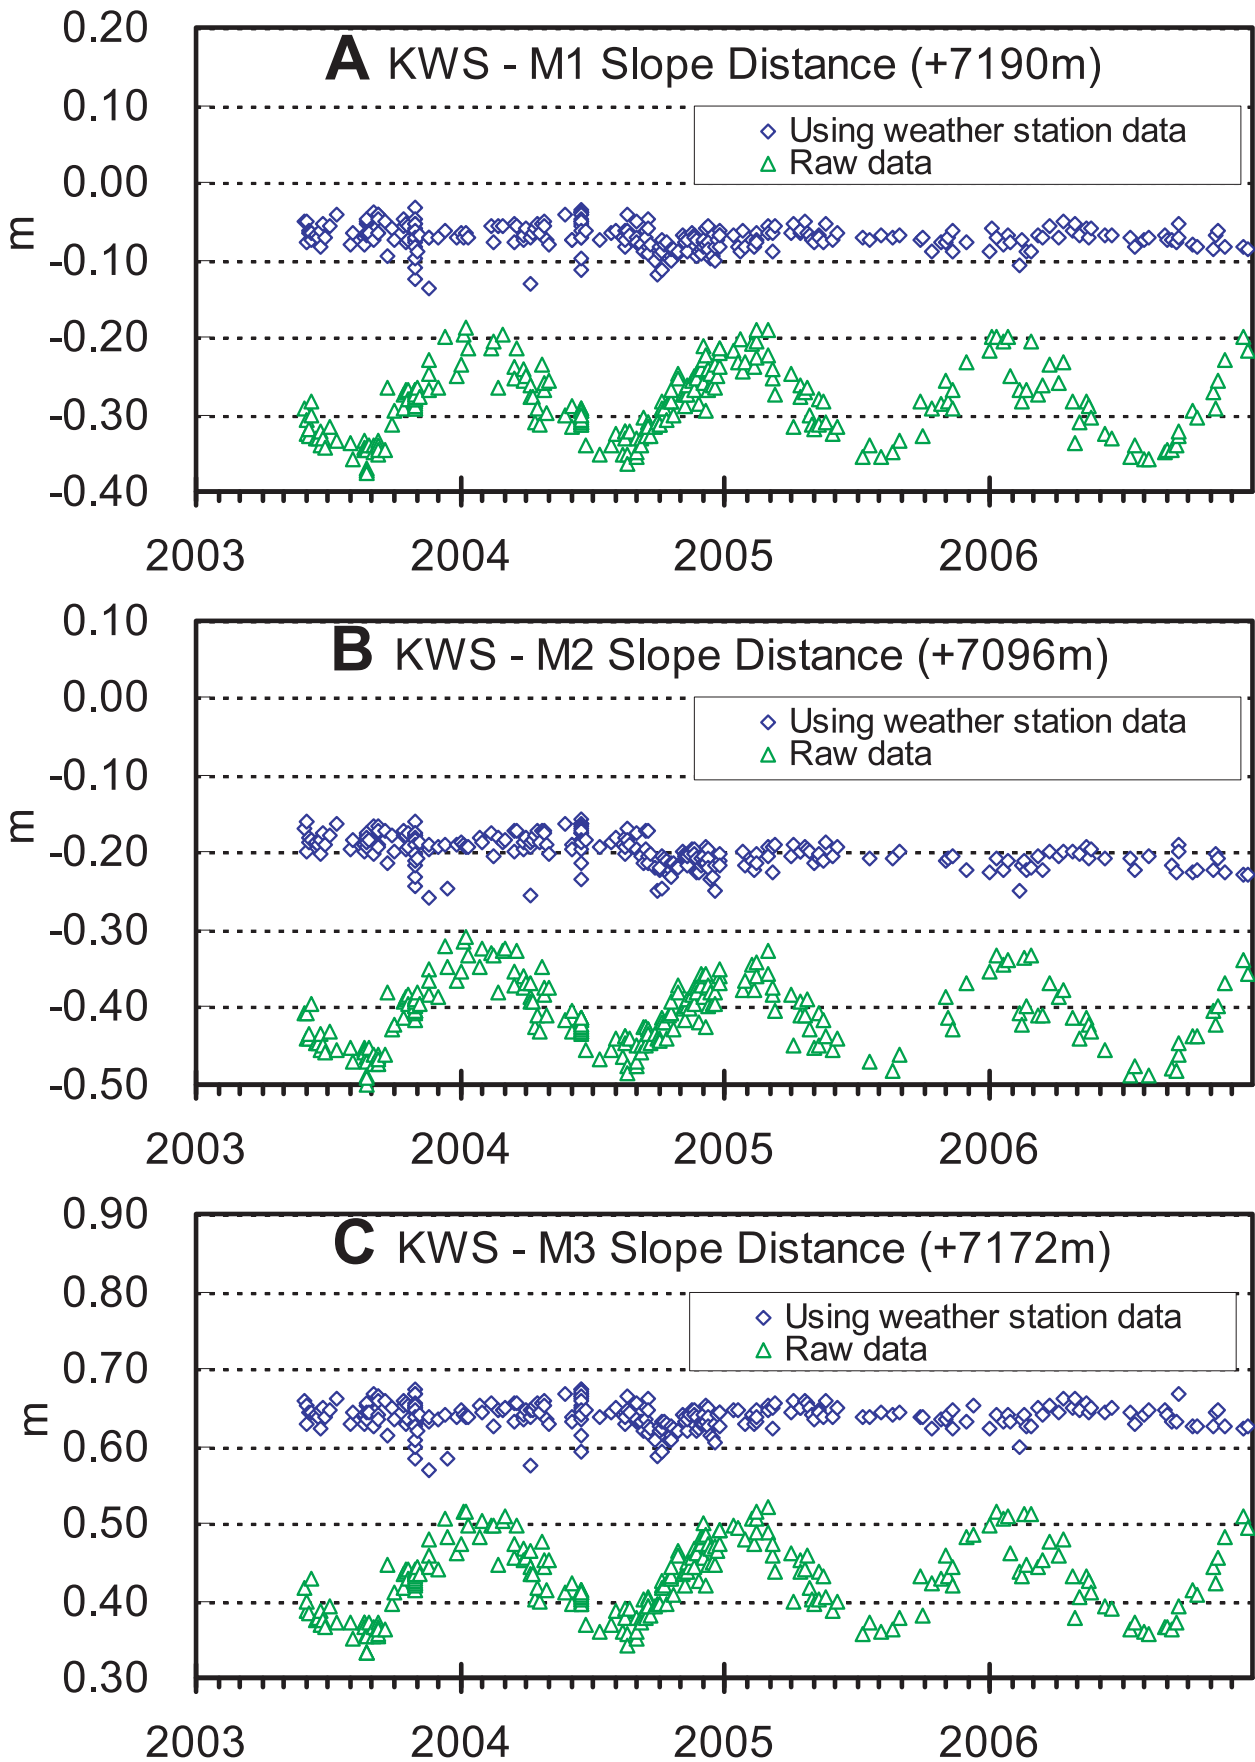 0.20
A KWS - M1 Slope Distance (+7190m)
0.10
Using weather station data
Raw data
0.00
m
-0.10
-0.20
-0.30
-0.40
2003 2004 2005 2006
0.10
B KWS - M2 Slope Distance (+7096m)
0.00
Using weather station data
Raw data
-0.10
m
-0.20
-0.30
-0.40
-0.50
2003 2004 2005 2006
0.90
C KWS - M3 Slope Distance (+7172m)
0.80
Using weather station data
Raw data
0.70
m
0.60
0.50
0.40
0.30
2003 2004 2005 2006